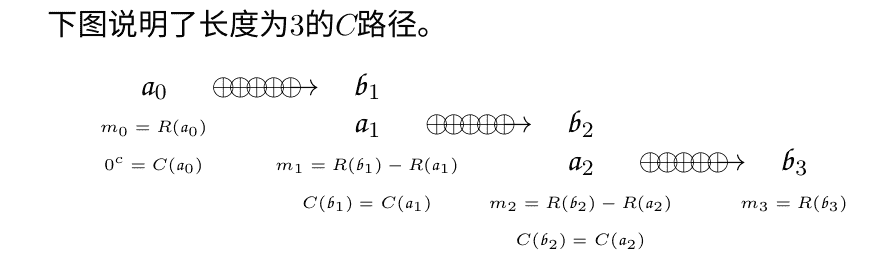 下图说明了长度为3的C路径。
𝒶₀ ⊕⊕⊕⊕⊕→ 𝒷₁
m₀ = R(𝒶₀) 𝒶₁ ⊕⊕⊕⊕⊕→ 𝒷₂
0ᶜ = C(𝒶₀) m₁ = R(𝒷₁) − R(𝒶₁) 𝒶₂ ⊕⊕⊕⊕⊕→ 𝒷₃
C(𝒷₁) = C(𝒶₁) m₂ = R(𝒷₂) − R(𝒶₂) m₃ = R(𝒷₃)
C(𝒷₂) = C(𝒶₂)